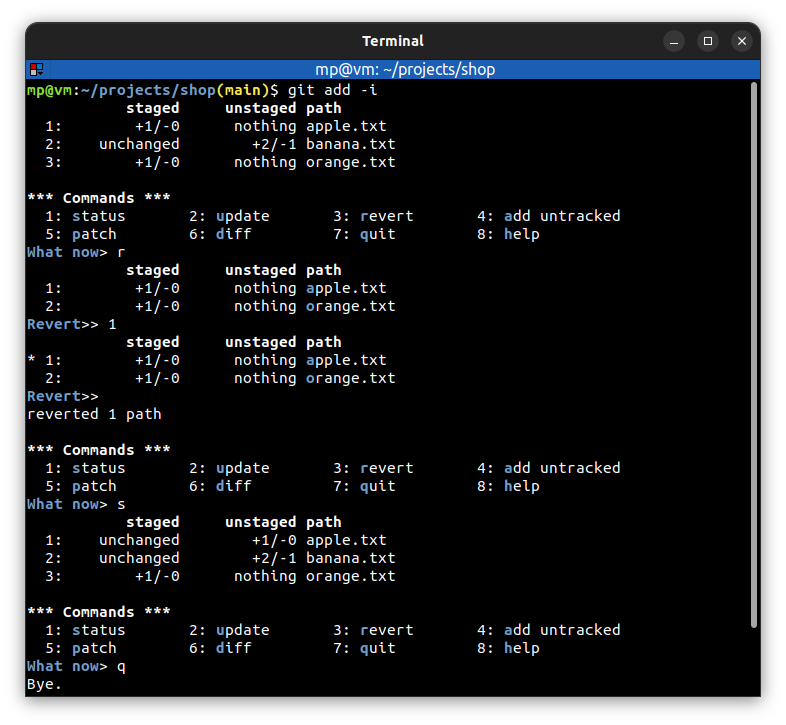 Terminal
mp@vm: ~/projects/shop
mp@vm:~/projects/shop(main)$ git add -i
           staged     unstaged path
  1:        +1/-0      nothing apple.txt
  2:    unchanged        +2/-1 banana.txt
  3:        +1/-0      nothing orange.txt

*** Commands ***
  1: status       2: update       3: revert       4: add untracked
  5: patch        6: diff         7: quit         8: help
What now> r
           staged     unstaged path
  1:        +1/-0      nothing apple.txt
  2:        +1/-0      nothing orange.txt
Revert>> 1
           staged     unstaged path
* 1:        +1/-0      nothing apple.txt
  2:        +1/-0      nothing orange.txt
Revert>>
reverted 1 path

*** Commands ***
  1: status       2: update       3: revert       4: add untracked
  5: patch        6: diff         7: quit         8: help
What now> s
           staged     unstaged path
  1:    unchanged        +1/-0 apple.txt
  2:    unchanged        +2/-1 banana.txt
  3:        +1/-0      nothing orange.txt

*** Commands ***
  1: status       2: update       3: revert       4: add untracked
  5: patch        6: diff         7: quit         8: help
What now> q
Bye.